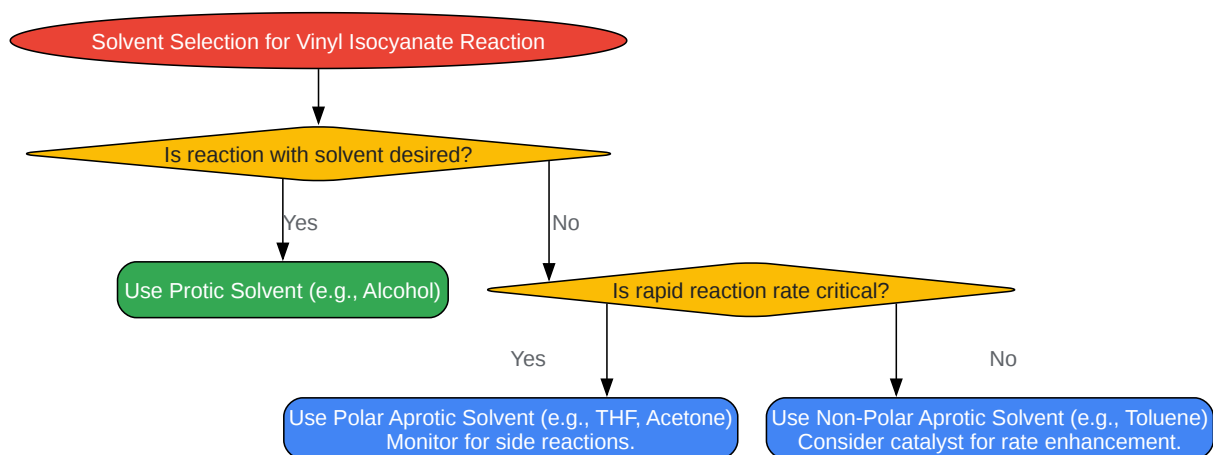 Solvent Selection for Vinyl Isocyanate Reaction
Is reaction with solvent desired?
Yes
No
Use Protic Solvent (e.g., Alcohol)
Is rapid reaction rate critical?
Yes
No
Use Polar Aprotic Solvent (e.g., THF, Acetone)
Monitor for side reactions.
Use Non-Polar Aprotic Solvent (e.g., Toluene)
Consider catalyst for rate enhancement.